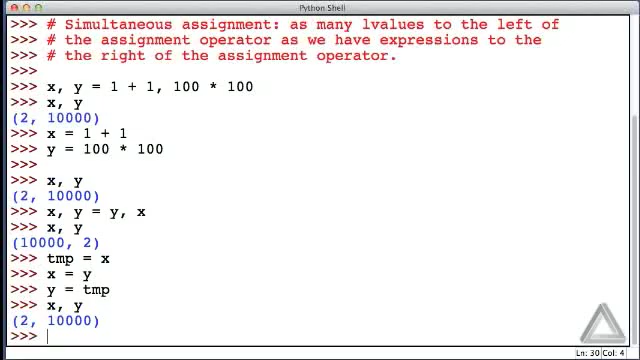 Python Shell
>>> # Simultaneous assignment: as many lvalues to the left of
>>> # the assignment operator as we have expressions to the
>>> # the right of the assignment operator.
>>>
>>> x, y = 1 + 1, 100 * 100
>>> x, y
(2, 10000)
>>> x = 1 + 1
>>> y = 100 * 100
>>>
>>> x, y
(2, 10000)
>>> x, y = y, x
>>> x, y
(10000, 2)
>>> tmp = x
>>> x = y
>>> y = tmp
>>> x, y
(2, 10000)
>>>
Ln: 30 Col: 4